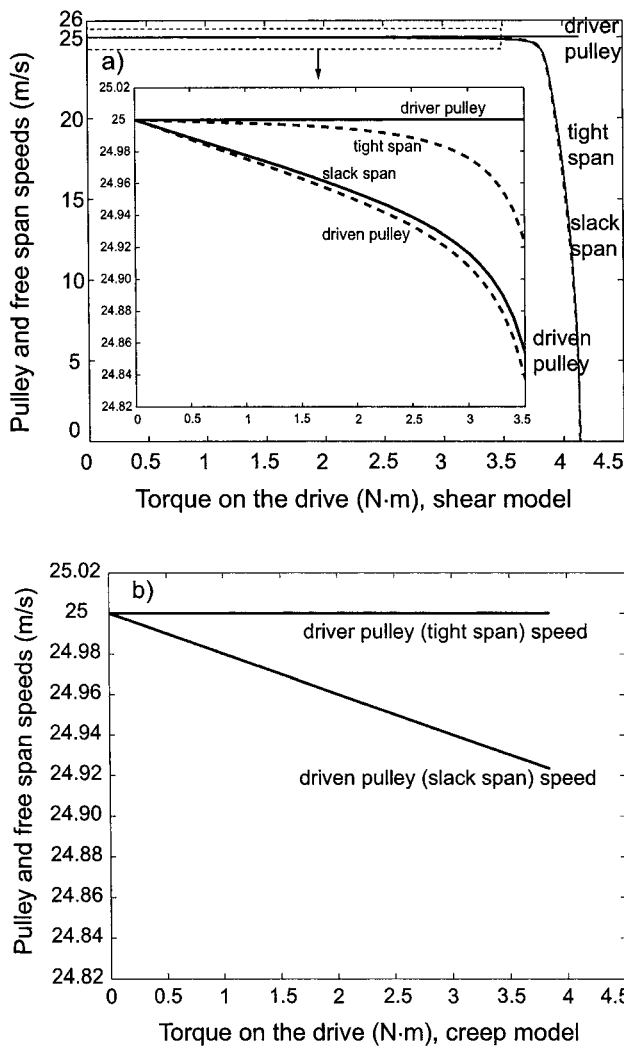 Pulley and free span speeds (m/s)
26
25
20
15
10
5
0
a)
driver
pulley
tight
span
slack
span
driven
pulley
25.02
25
24.98
24.96
24.94
24.92
24.90
24.88
24.86
24.84
24.82
driver pulley
tight span
slack span
driven pulley
0 0.5 1 1.5 2 2.5 3 3.5
0 0.5 1 1.5 2 2.5 3 3.5 4 4.5
Torque on the drive (N·m), shear model
Pulley and free span speeds (m/s)
25.02
25
24.98
24.96
24.94
24.92
24.90
24.88
24.86
24.84
24.82
b)
driver pulley (tight span) speed
driven pulley (slack span) speed
0 0.5 1 1.5 2 2.5 3 3.5 4 4.5
Torque on the drive (N·m), creep model